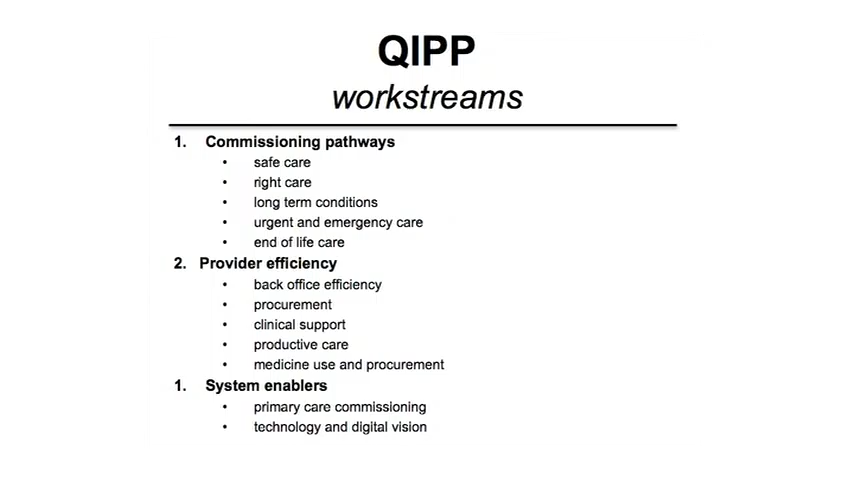 QIPP
workstreams
1. Commissioning pathways
• safe care
• right care
• long term conditions
• urgent and emergency care
• end of life care
2. Provider efficiency
• back office efficiency
• procurement
• clinical support
• productive care
• medicine use and procurement
1. System enablers
• primary care commissioning
• technology and digital vision